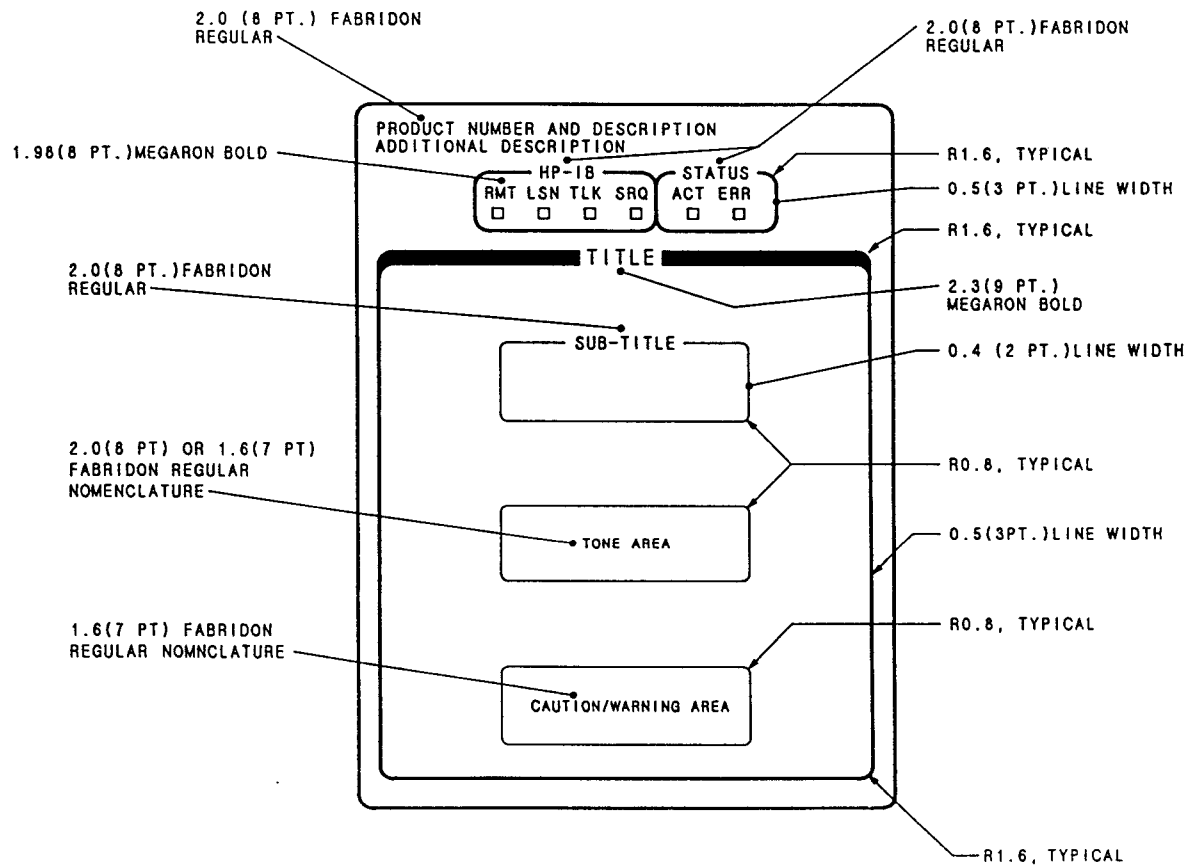 2.0 (8 PT.) FABRIDON
REGULAR
2.0(8 PT.)FABRIDON
REGULAR
PRODUCT NUMBER AND DESCRIPTION
ADDITIONAL DESCRIPTION
1.98(8 PT.)MEGARON BOLD
HP-IB
STATUS
R1.6, TYPICAL
RMT LSN TLK SRQ
ACT ERR
0.5(3 PT.)LINE WIDTH
R1.6, TYPICAL
TITLE
2.0(8 PT.)FABRIDON
REGULAR
2.3(9 PT.)
MEGARON BOLD
SUB-TITLE
0.4 (2 PT.)LINE WIDTH
2.0(8 PT) OR 1.6(7 PT)
FABRIDON REGULAR
NOMENCLATURE
R0.8, TYPICAL
TONE AREA
0.5(3PT.)LINE WIDTH
1.6(7 PT) FABRIDON
REGULAR NOMNCLATURE
R0.8, TYPICAL
CAUTION/WARNING AREA
R1.6, TYPICAL